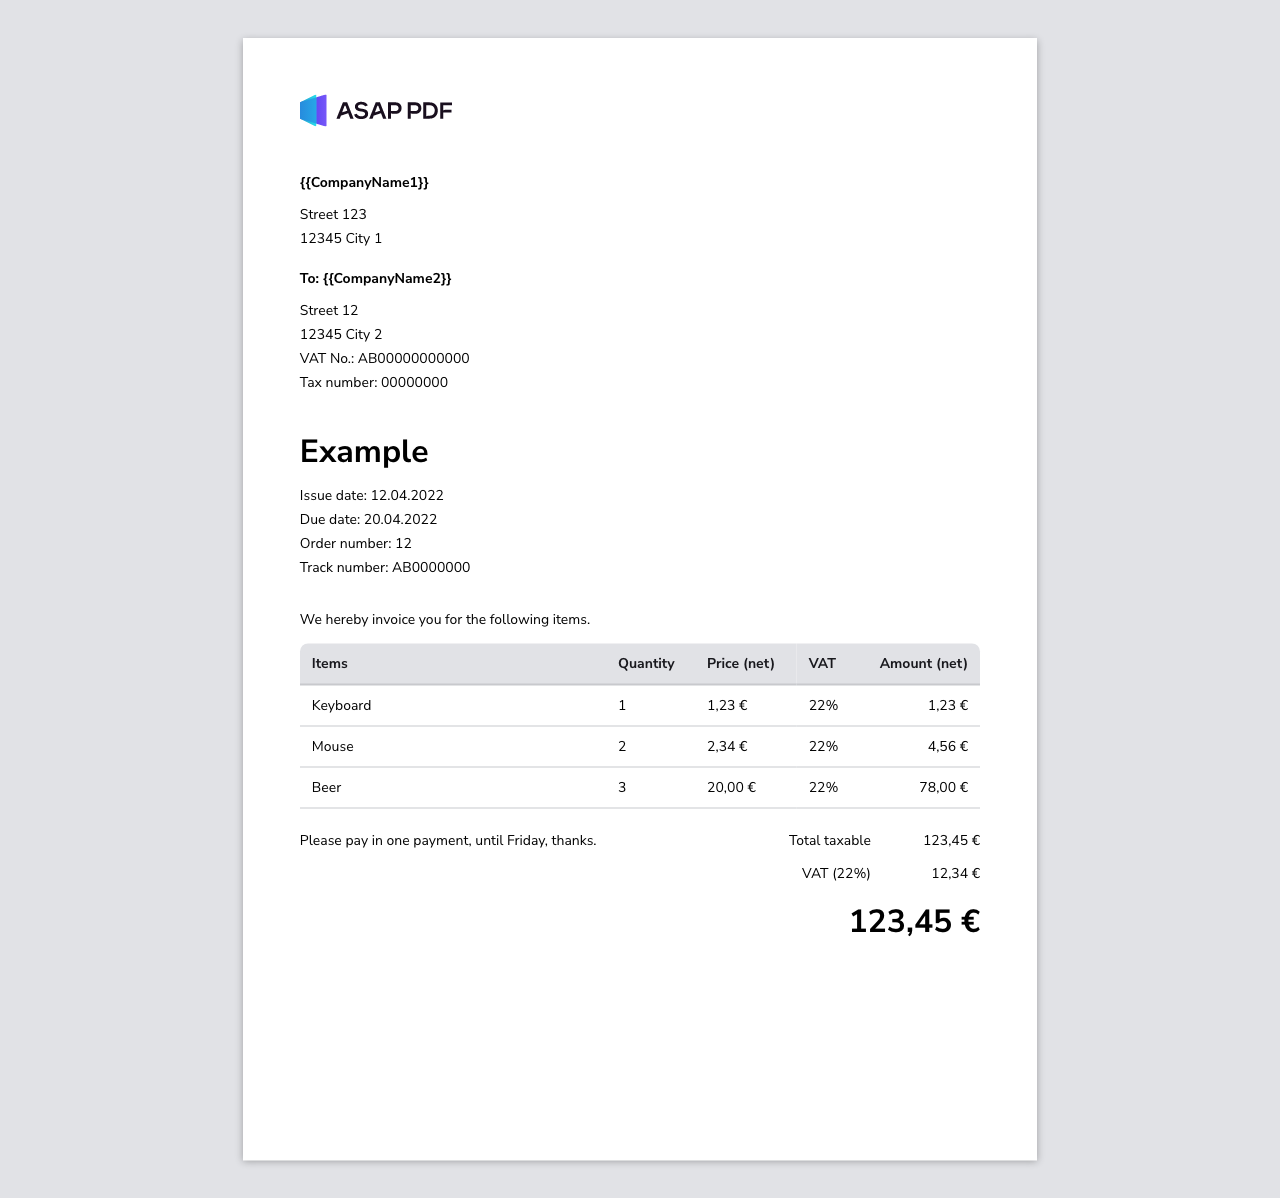 ASAP PDF
{{CompanyName1}}
Street 123
12345 City 1
To: {{CompanyName2}}
Street 12
12345 City 2
VAT No.: AB00000000000
Tax number: 00000000
Example
Issue date: 12.04.2022
Due date: 20.04.2022
Order number: 12
Track number: AB0000000
We hereby invoice you for the following items.
Items Quantity Price (net) VAT Amount (net)
Keyboard 1 1,23 € 22% 1,23 €
Mouse 2 2,34 € 22% 4,56 €
Beer 3 20,00 € 22% 78,00 €
Please pay in one payment, until Friday, thanks. Total taxable 123,45 €
VAT (22%) 12,34 €
123,45 €